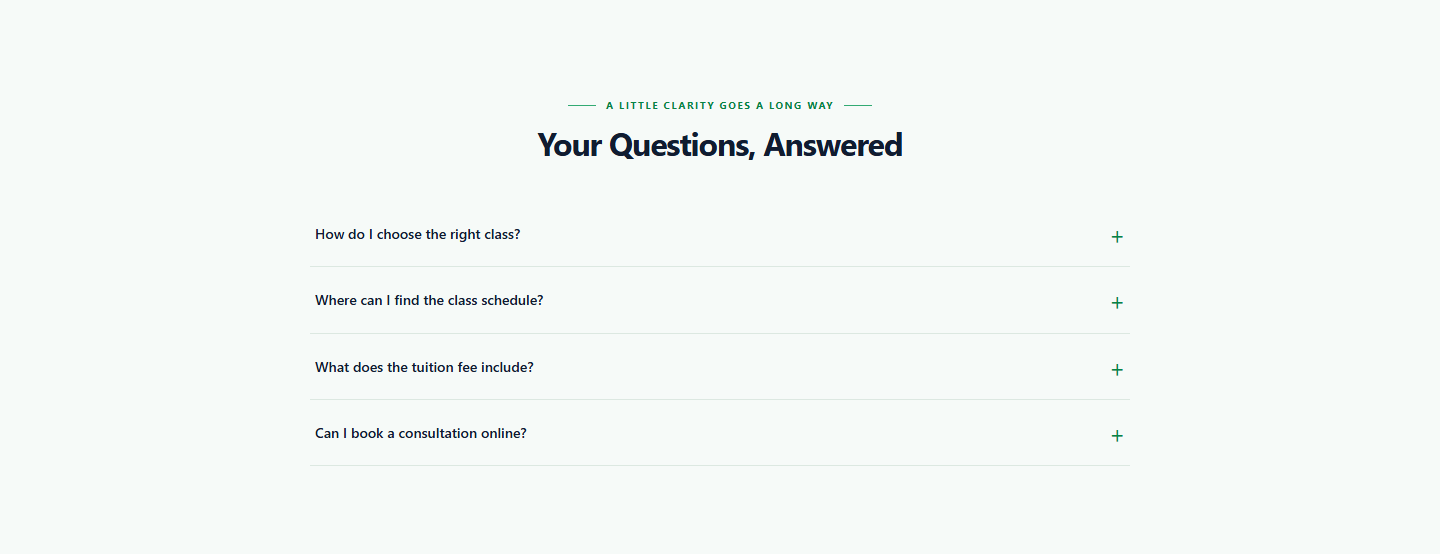 A LITTLE CLARITY GOES A LONG WAY
Your Questions, Answered
How do I choose the right class? +
Where can I find the class schedule? +
What does the tuition fee include? +
Can I book a consultation online? +